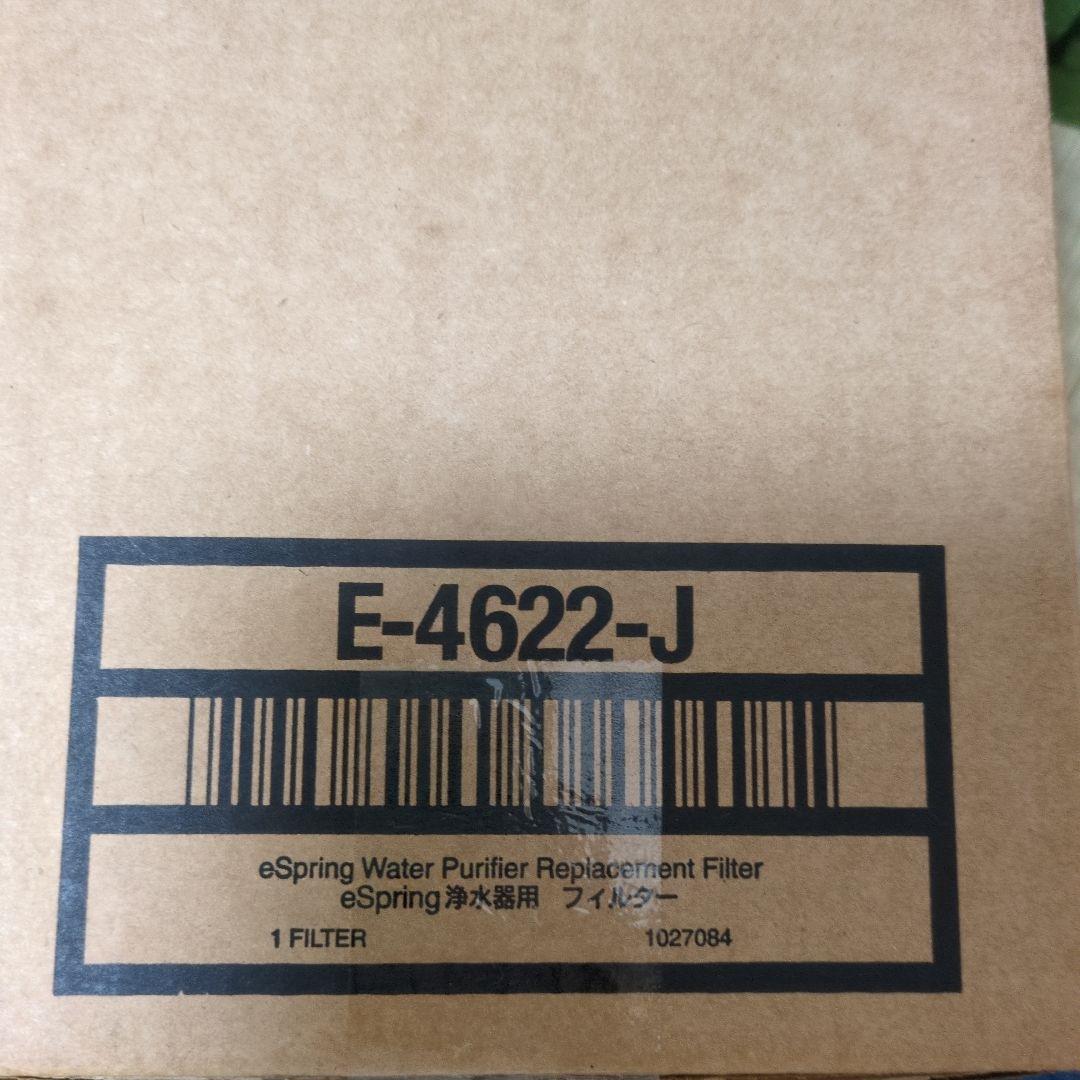 E-4622-J
eSpring Water Purifier Replacement Filter
eSpring浄水器用 フィルター
1 FILTER 1027084